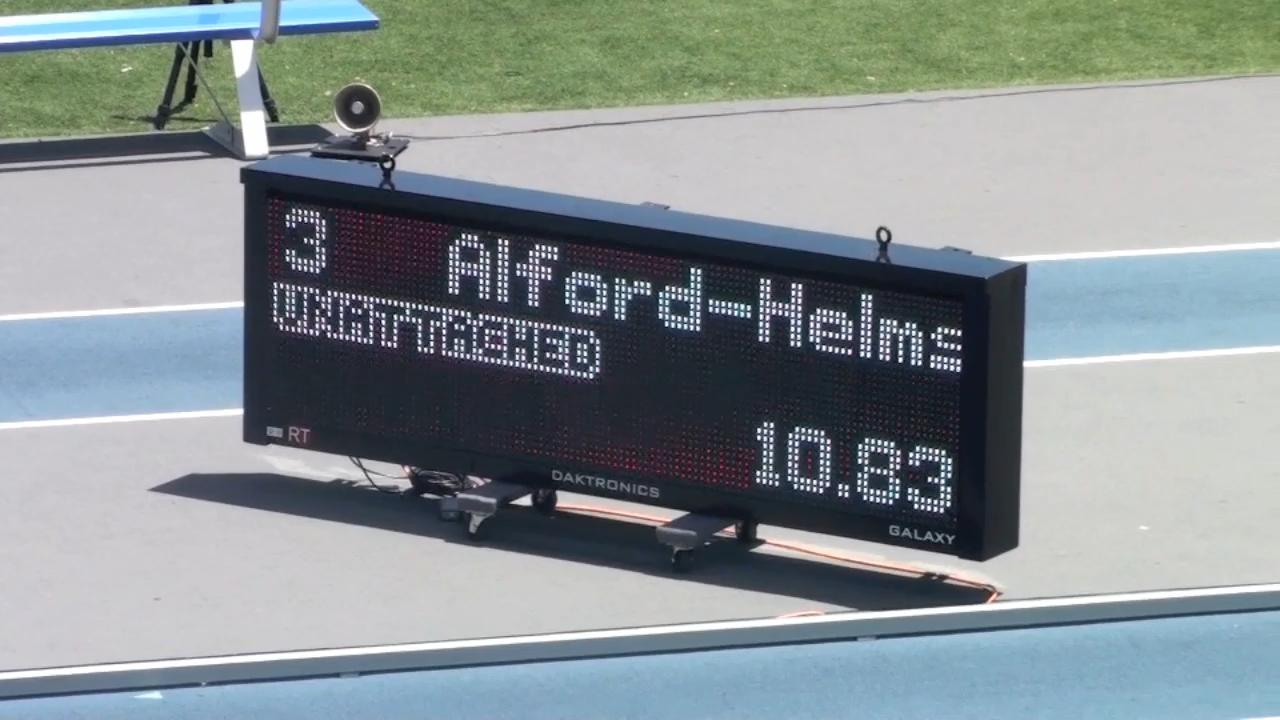 3 Alford-Helms
UNATTACHED
10.83
RT
DAKTRONICS
GALAXY